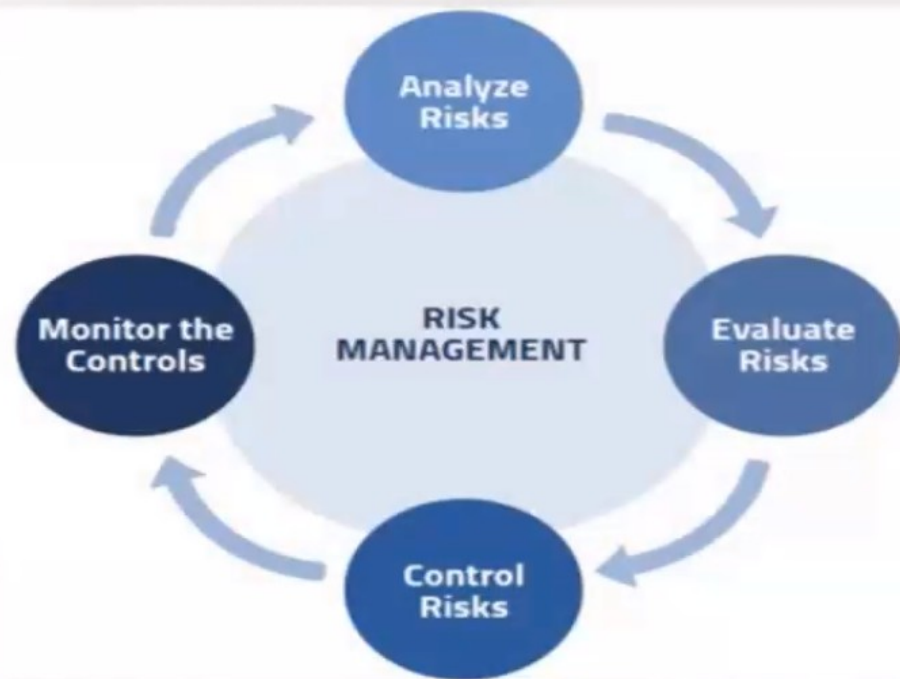 Analyze
Risks
Evaluate
Risks
Control
Risks
Monitor the
Controls
RISK
MANAGEMENT